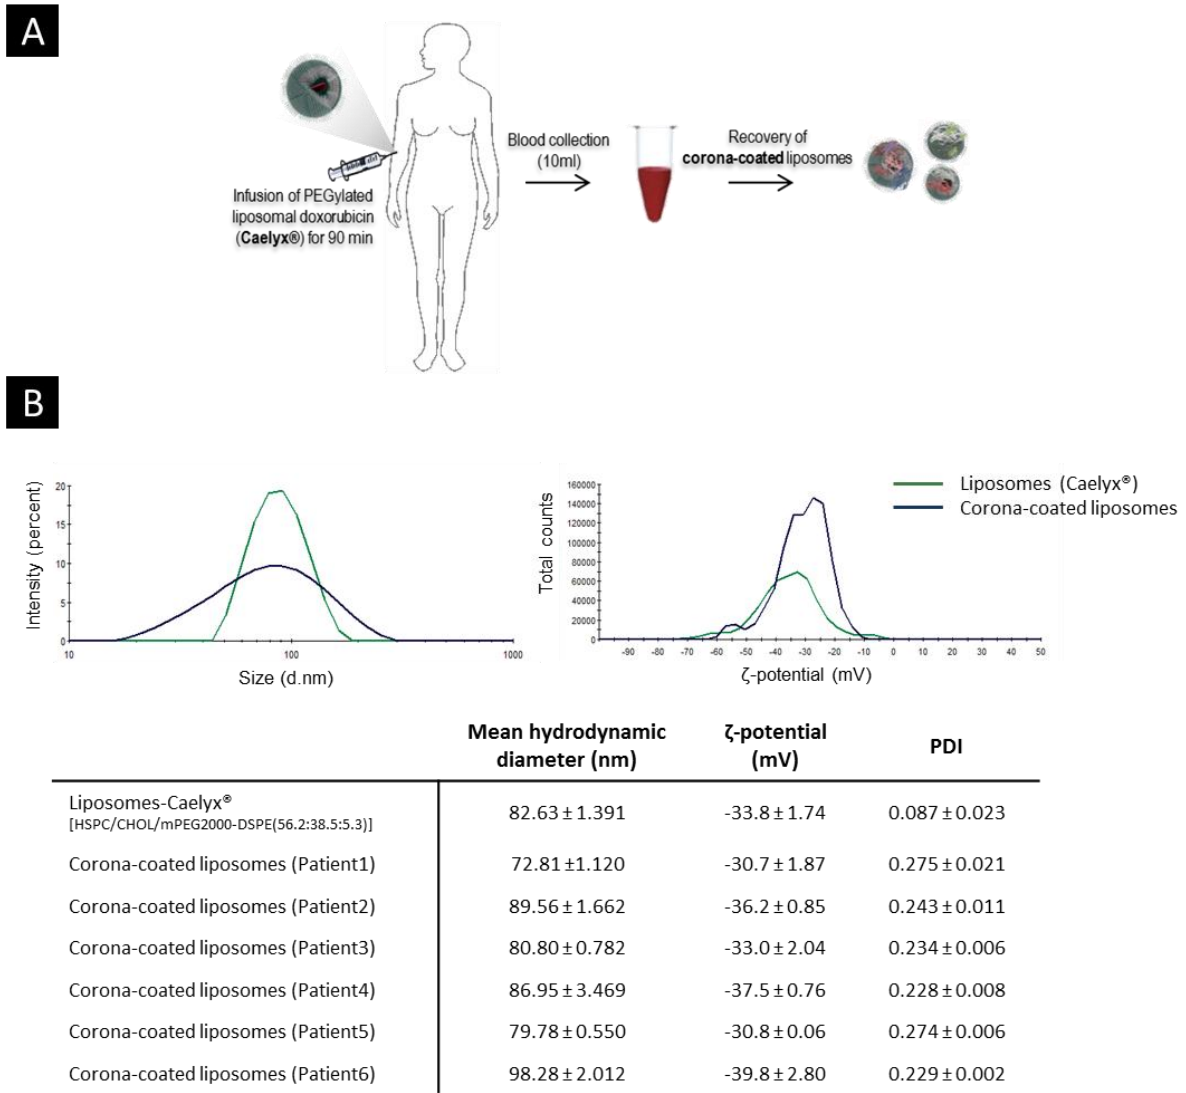 A
Infusion of PEGylated
liposomal doxorubicin
(Caelyx®) for 90 min
Blood collection
(10ml)
Recovery of
corona-coated liposomes
B
Intensity (percent)
20
15
10
5
0
10 100 1000
Size (d.nm)
Total counts
160000
140000
120000
100000
80000
60000
40000
20000
0
-90 -80 -70 -60 -50 -40 -30 -20 -10 0 10 20 30 40 50
ζ-potential (mV)
Liposomes (Caelyx®)
Corona-coated liposomes
Mean hydrodynamic ζ-potential PDI
diameter (nm) (mV)
Liposomes-Caelyx® 82.63±1.391 -33.8±1.74 0.087±0.023
[HSPC/CHOL/mPEG2000-DSPE(56.2:38.5:5.3)]
Corona-coated liposomes (Patient1) 72.81±1.120 -30.7±1.87 0.275±0.021
Corona-coated liposomes (Patient2) 89.56±1.662 -36.2±0.85 0.243±0.011
Corona-coated liposomes (Patient3) 80.80±0.782 -33.0±2.04 0.234±0.006
Corona-coated liposomes (Patient4) 86.95±3.469 -37.5±0.76 0.228±0.008
Corona-coated liposomes (Patient5) 79.78±0.550 -30.8±0.06 0.274±0.006
Corona-coated liposomes (Patient6) 98.28±2.012 -39.8±2.80 0.229±0.002